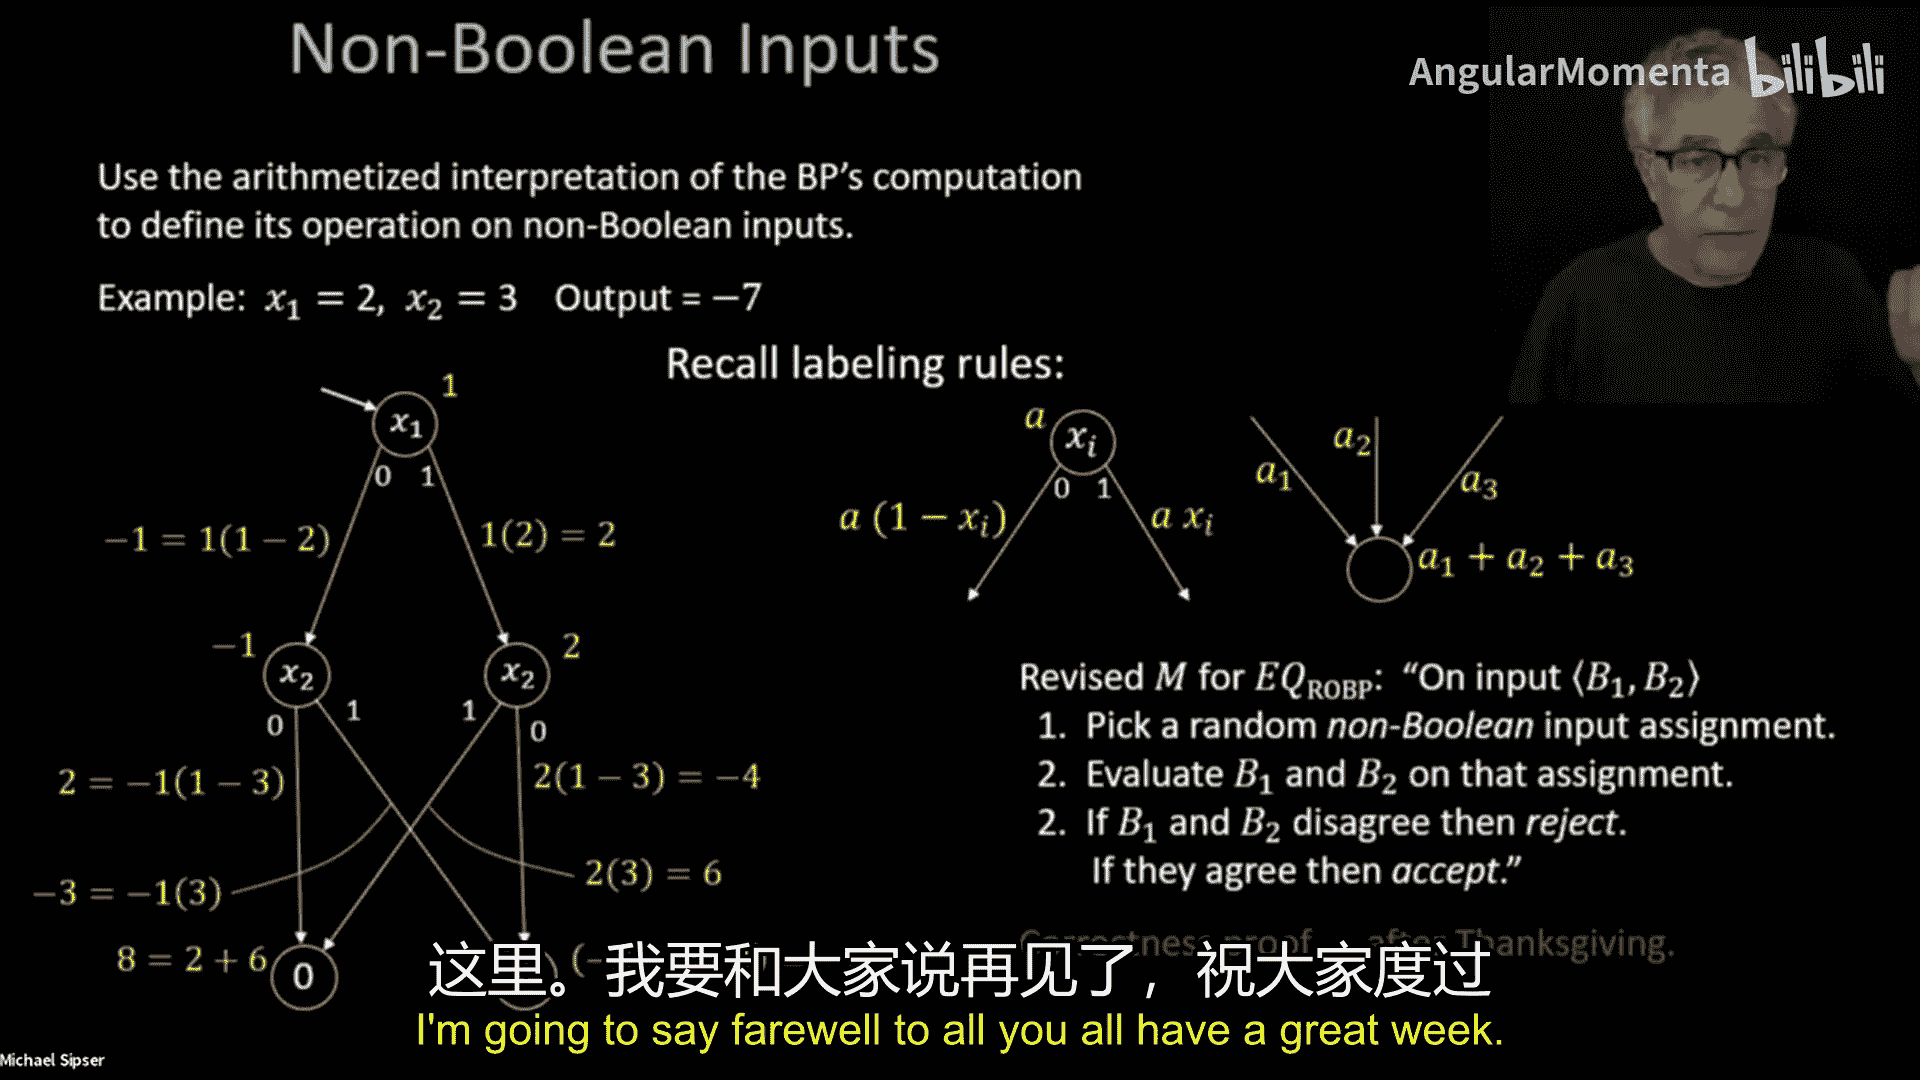 Non-Boolean Inputs
AngularMomenta bilibili
Use the arithmetized interpretation of the BP's computation
to define its operation on non-Boolean inputs.
Example: x₁ = 2, x₂ = 3 Output = −7
Recall labeling rules:
1
x₁
0 1
−1 = 1(1 − 2)
1(2) = 2
a
xᵢ
0 1
a (1 − xᵢ)
a xᵢ
a₁
a₂
a₃
a₁ + a₂ + a₃
−1
x₂
0 1
2
x₂
1 0
2 = −1(1 − 3)
2(1 − 3) = −4
−3 = −1(3)
2(3) = 6
8 = 2 + 6
0
Revised M for EQ_ROBP: “On input ⟨B₁, B₂⟩
1. Pick a random non-Boolean input assignment.
2. Evaluate B₁ and B₂ on that assignment.
2. If B₁ and B₂ disagree then reject.
If they agree then accept.”
Correctness proof after Thanksgiving.
这里。我要和大家说再见了，祝大家度过
I'm going to say farewell to all you all have a great week.
Michael Sipser